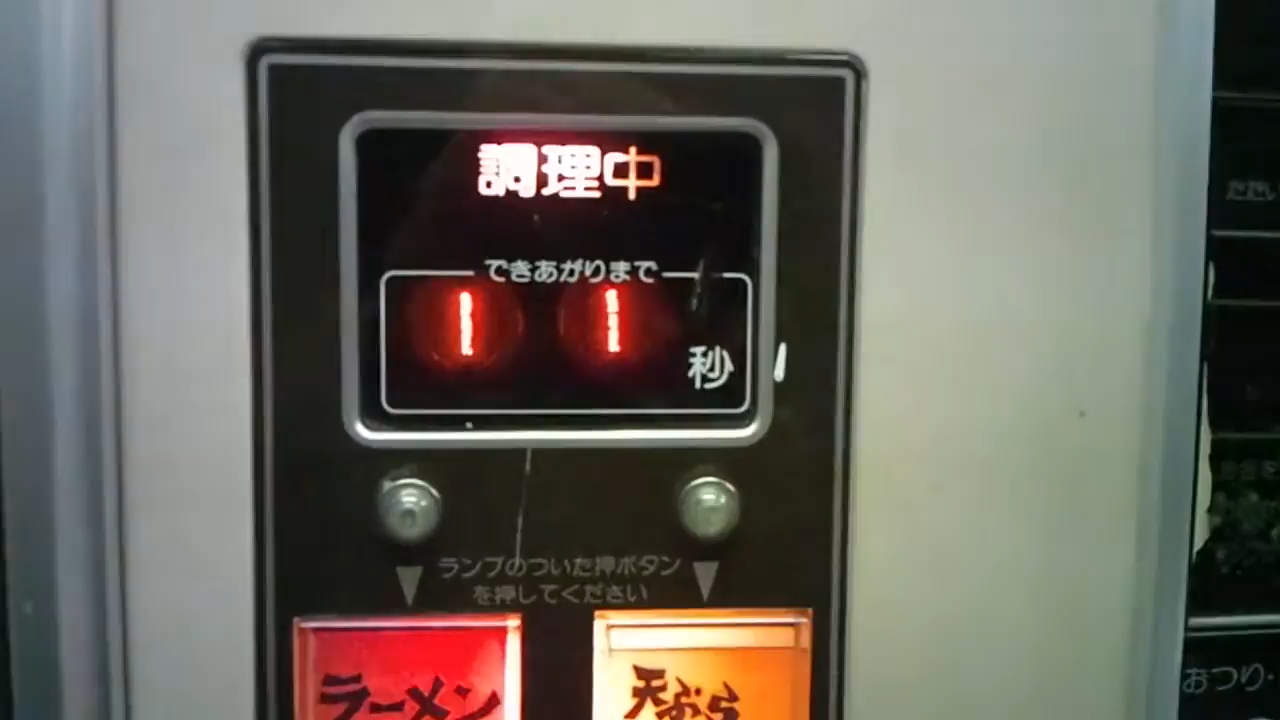 調理中
できあがりまで
11
秒
ランプのついた押ボタン
を押してください
ラーメン
天ぷら
おつり